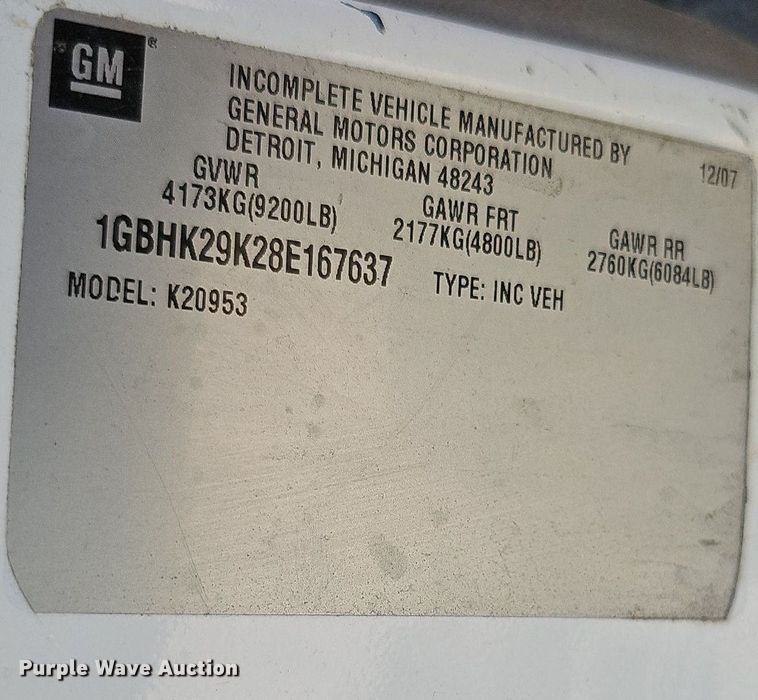 GM®
INCOMPLETE VEHICLE MANUFACTURED BY
GENERAL MOTORS CORPORATION
DETROIT, MICHIGAN 48243
12/07
GVWR
4173KG(9200LB)
GAWR FRT
2177KG(4800LB)
GAWR RR
2760KG(6084LB)
1GBHK29K28E167637
TYPE: INC VEH
MODEL: K20953
Purple Wave Auction